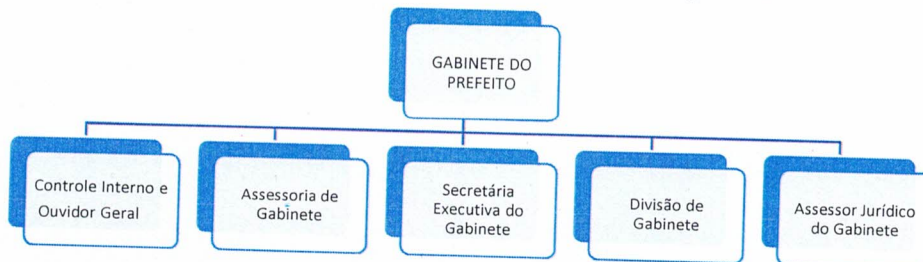 GABINETE DO
PREFEITO
Controle Interno e
Ouvidor Geral
Assessoria de
Gabinete
Secretária
Executiva do
Gabinete
Divisão de
Gabinete
Assessor Jurídico
do Gabinete